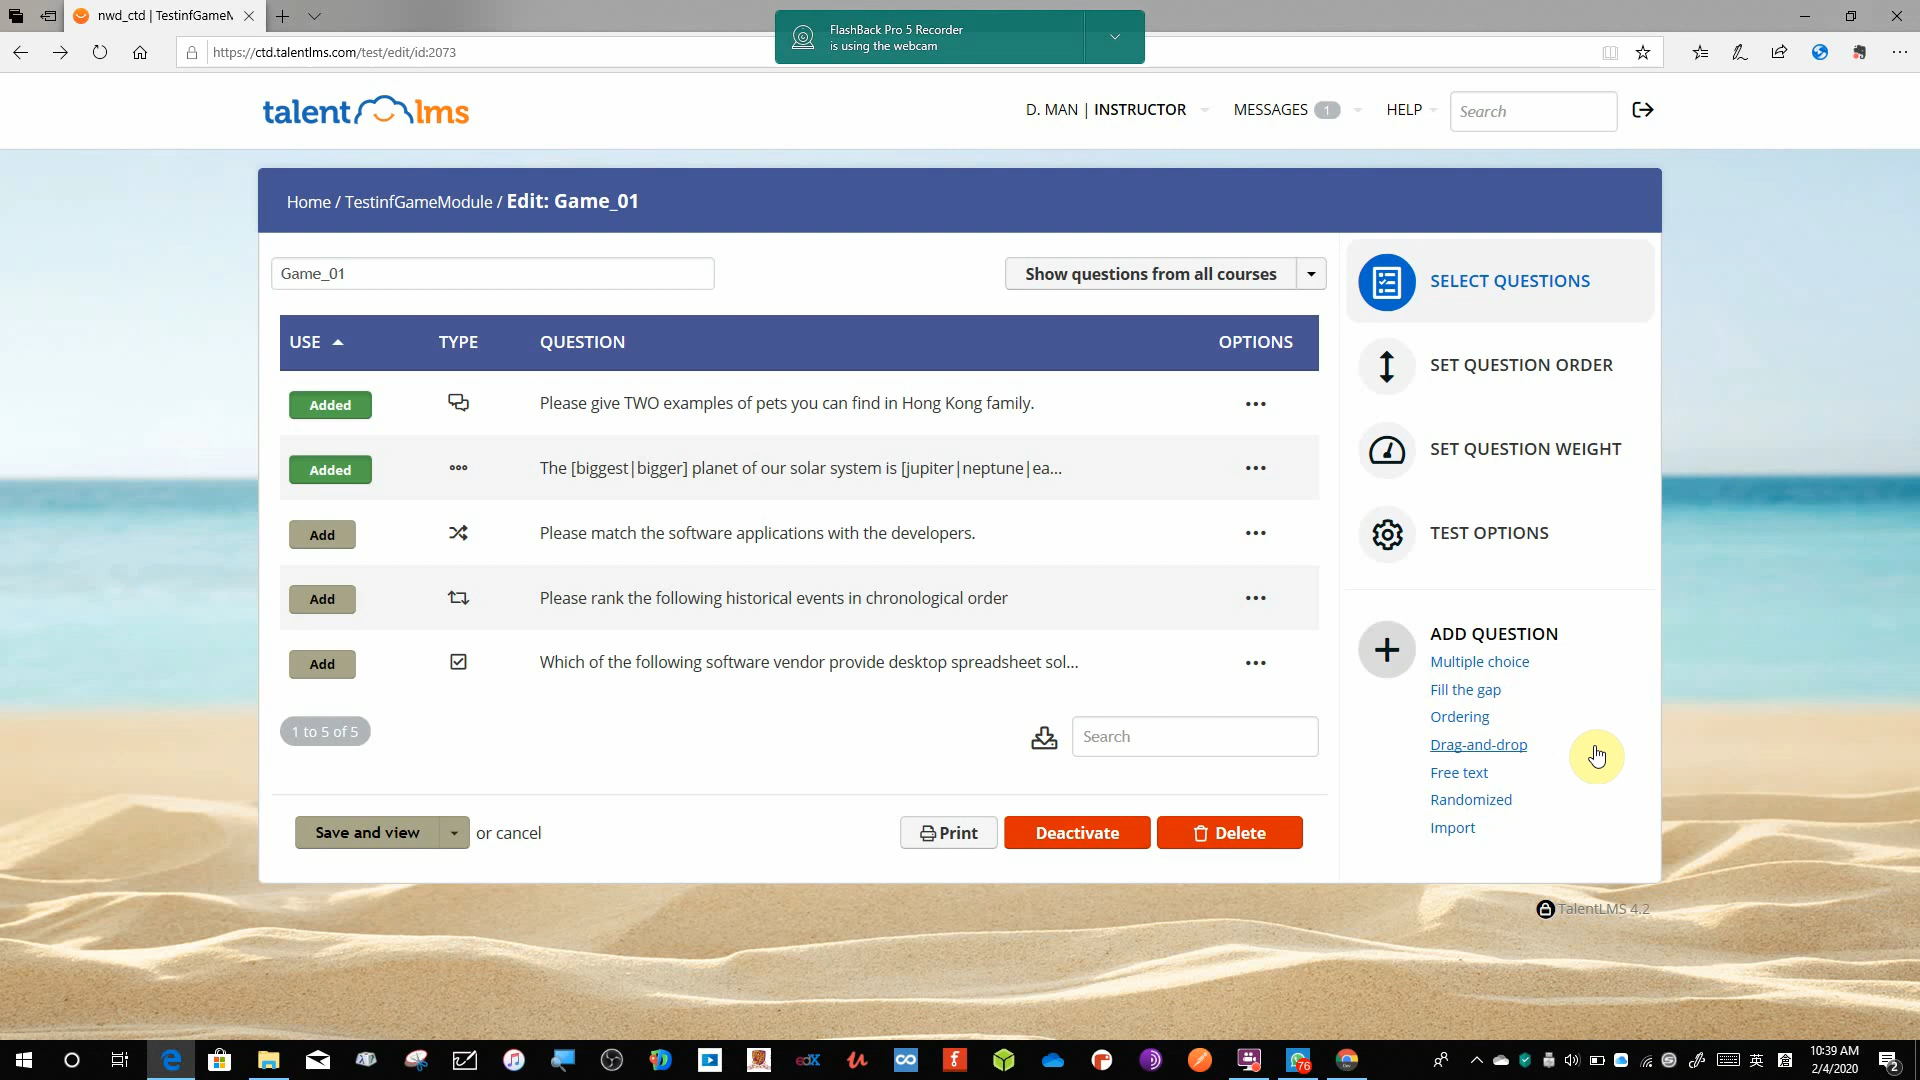 nwd_ctd | TestinfGameM
FlashBack Pro 5 Recorder
is using the webcam
https://ctd.talentlms.com/test/edit/id:2073
talent lms
D. MAN | INSTRUCTOR
MESSAGES 1
HELP
Search
Home / TestinfGameModule / Edit: Game_01
Game_01
Show questions from all courses
USE TYPE QUESTION OPTIONS
Added Please give TWO examples of pets you can find in Hong Kong family.
Added The [biggest|bigger] planet of our solar system is [jupiter|neptune|ea...
Add Please match the software applications with the developers.
Add Please rank the following historical events in chronological order
Add Which of the following software vendor provide desktop spreadsheet sol...
1 to 5 of 5
Search
Save and view or cancel
Print
Deactivate
Delete
SELECT QUESTIONS
SET QUESTION ORDER
SET QUESTION WEIGHT
TEST OPTIONS
ADD QUESTION
Multiple choice
Fill the gap
Ordering
Drag-and-drop
Free text
Randomized
Import
TalentLMS 4.2
edX
76
英
10:39 AM
2/4/2020
2